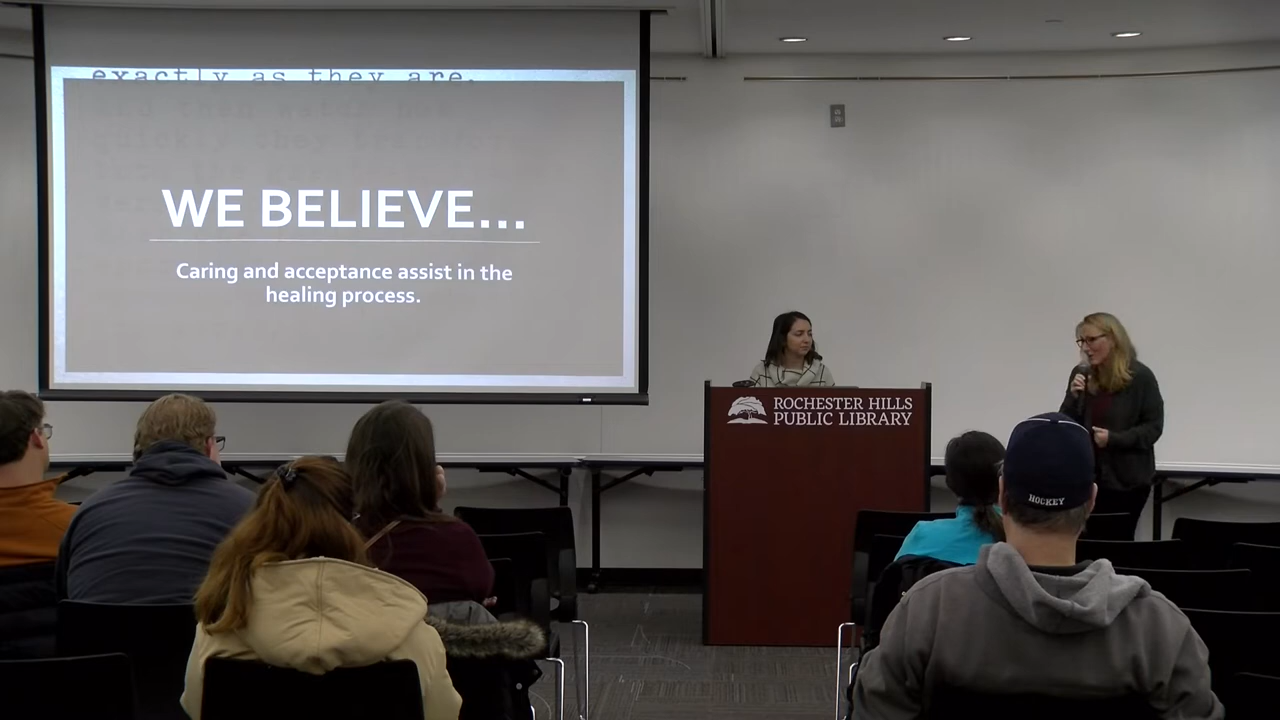 exactly as they are.
WE BELIEVE...
Caring and acceptance assist in the
healing process.
ROCHESTER HILLS
PUBLIC LIBRARY
HOCKEY